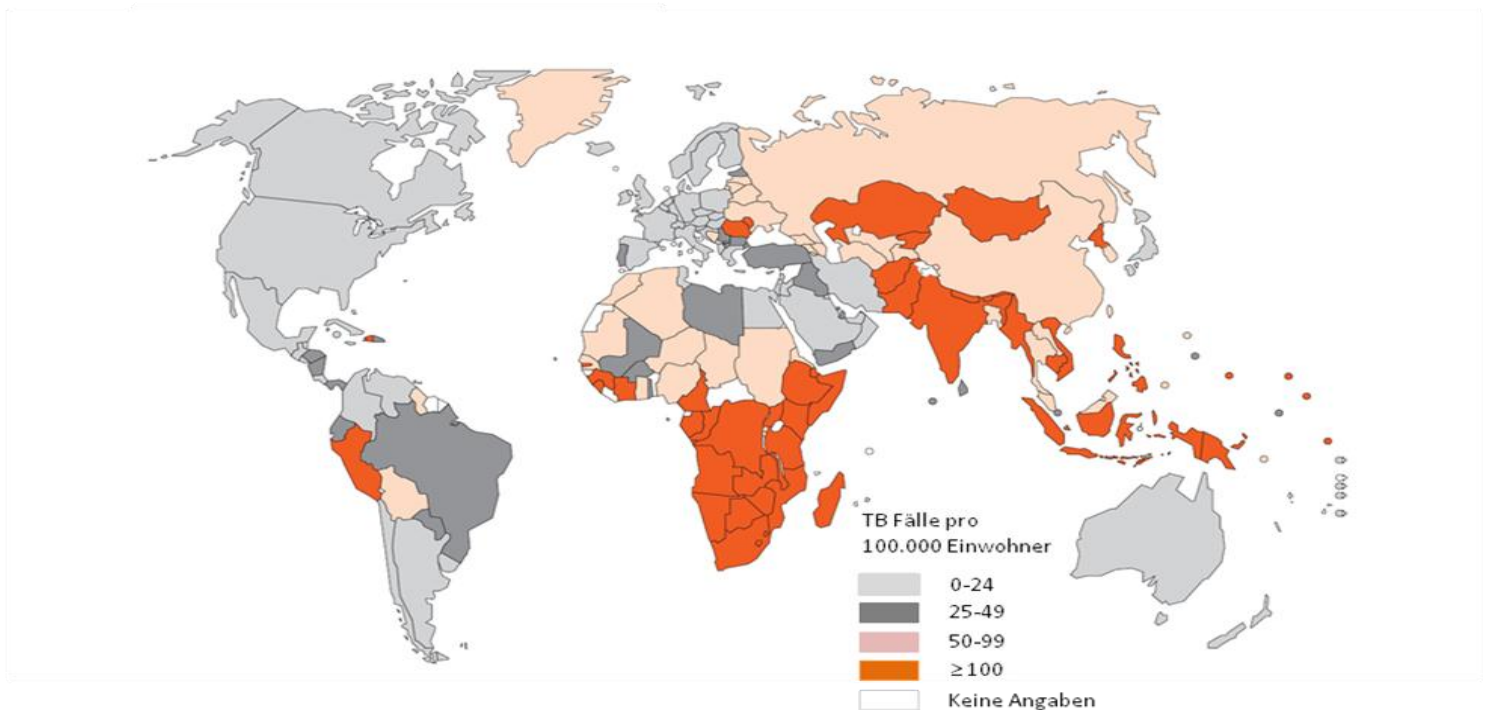 TB Fälle pro
100.000 Einwohner
0-24
25-49
50-99
≥100
Keine Angaben